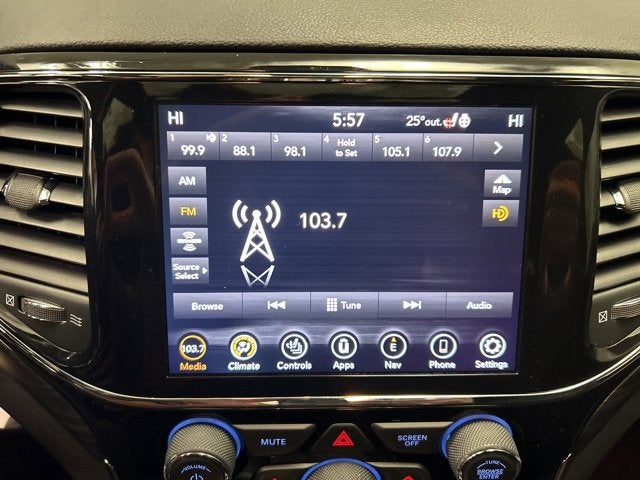 HI 5:57 25°out. HI
1 2 3 4 Hold to Set 5 6
99.9 88.1 98.1 105.1 107.9
AM
FM
103.7
Map
HD
Source
Select
Browse Tune Audio
103.7 E
Media Climate Controls Apps Nav Phone Settings
MUTE SCREEN OFF
VOLUME
TUNE
BROWSE
ENTER